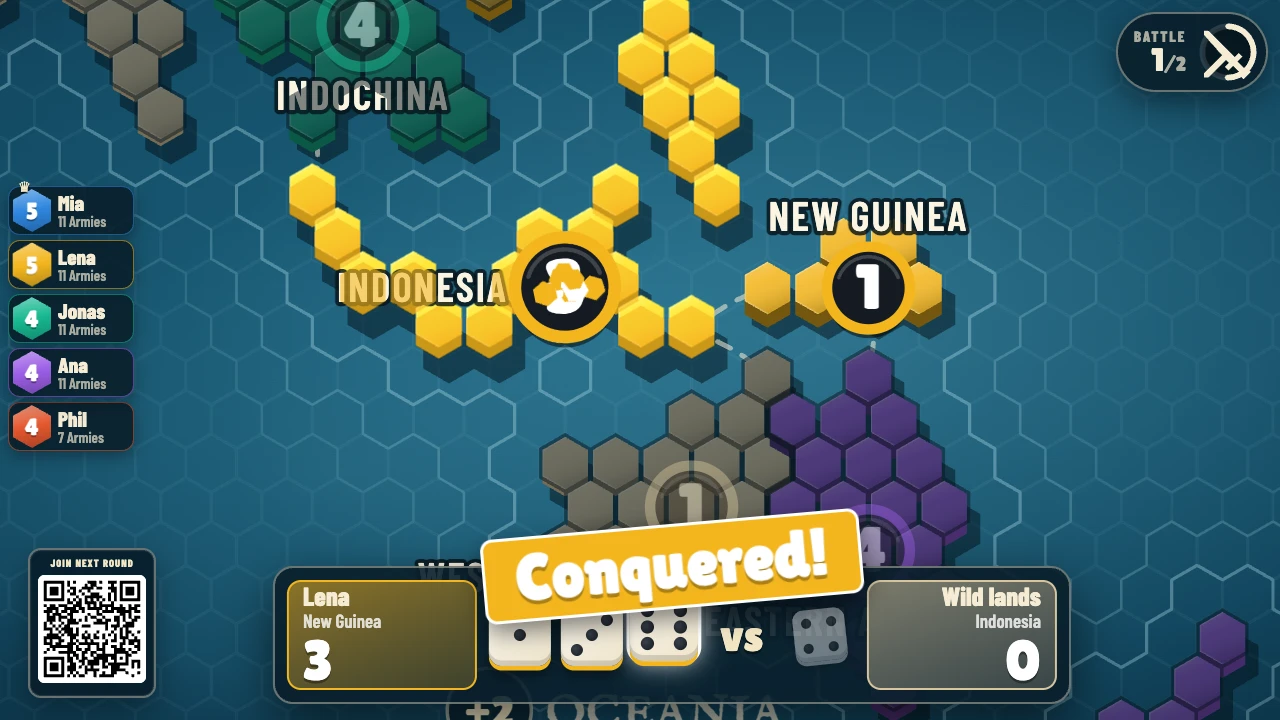 4
INDOCHINA
BATTLE
1/2
Mia
5
11 Armies
Lena
5
11 Armies
Jonas
4
11 Armies
Ana
4
11 Armies
Phil
4
7 Armies
NEW GUINEA
1
INDONESIA
1
4
Conquered!
JOIN NEXT ROUND
Lena
New Guinea
3
VS
Wild lands
Indonesia
0
+2 OCEANIA